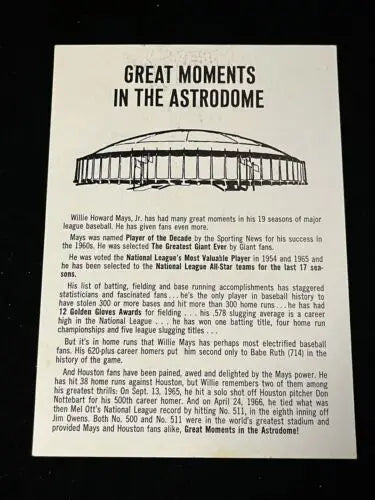 GREAT MOMENTS
IN THE ASTRODOME
Willie Howard Mays, Jr. has had many great moments in his 19 seasons of major
league baseball. He has given fans even more.
Mays was named Player of the Decade by the Sporting News for his success in
the 1960s. He was selected The Greatest Giant Ever by Giant fans.
He was voted the National League's Most Valuable Player in 1954 and 1965 and
he has been selected to the National League All-Star teams for the last 17 sea-
sons.
His list of batting, fielding and base running accomplishments has staggered
statisticians and fascinated fans . . . he's the only player in baseball history to
have stolen 300 or more bases and hit more than 300 home runs . . . he has had
12 Golden Gloves Awards for fielding . . . his .578 slugging average is a career
high in the National League . . . he has won one batting title, four home run
championships and five league slugging titles . . .
But it's in home runs that Willie Mays has perhaps most electrified baseball
fans. His 620-plus career homers put him second only to Babe Ruth (714) in the
history of the game.
And Houston fans have been pained, awed and delighted by the Mays power. He
has hit 38 home runs against Houston, but Willie remembers two of them among
his greatest thrills: On Sept. 13, 1965, he hit a solo shot off Houston pitcher Don
Nottebart for his 500th career homer. And on April 24, 1966, he tied what was
then Mel Ott's National League record by hitting No. 511, in the eighth inning off
Jim Owens. Both No. 500 and No. 511 were in the world's greatest stadium and
provided Mays and Houston fans alike, Great Moments in the Astrodome!